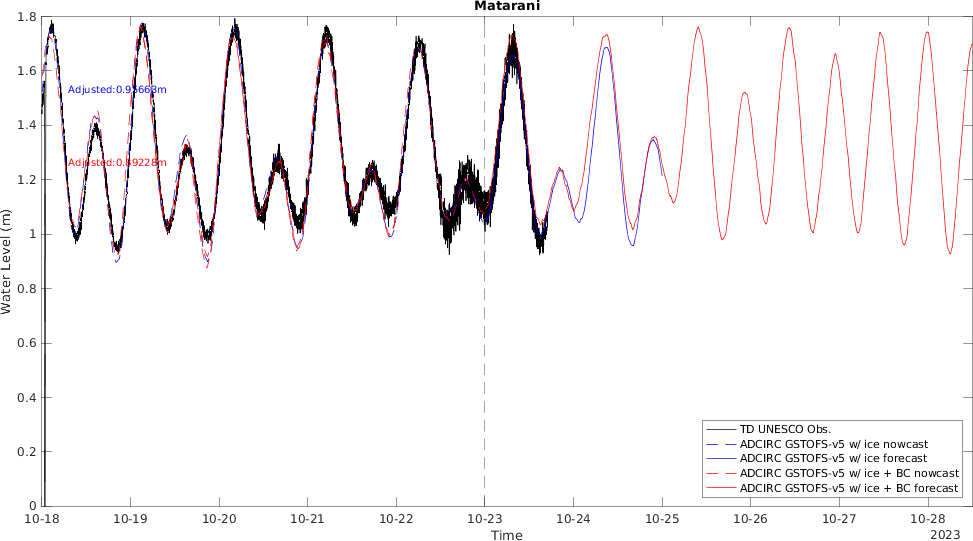 Matarani
1.8
1.6
1.4
1.2
1
0.8
0.6
0.4
0.2
0
Water Level (m)
Adjusted:0.95663m
Adjusted:0.89228m
TD UNESCO Obs.
ADCIRC GSTOFS-v5 w/ ice nowcast
ADCIRC GSTOFS-v5 w/ ice forecast
ADCIRC GSTOFS-v5 w/ ice + BC nowcast
ADCIRC GSTOFS-v5 w/ ice + BC forecast
10-18 10-19 10-20 10-21 10-22 10-23 10-24 10-25 10-26 10-27 10-28
Time
2023